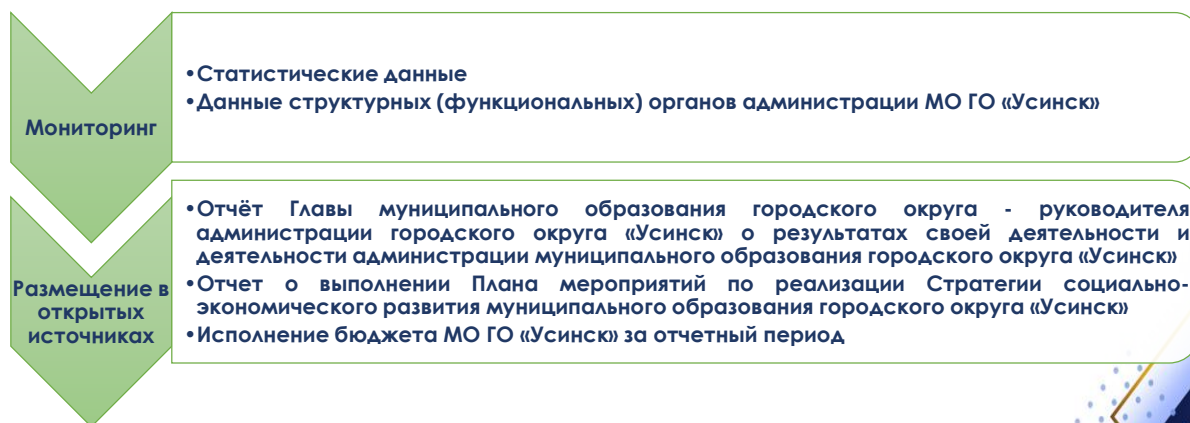 Мониторинг
•Статистические данные
•Данные структурных (функциональных) органов администрации МО ГО «Усинск»
Размещение в
открытых
источниках
•Отчёт Главы муниципального образования городского округа - руководителя
администрации городского округа «Усинск» о результатах своей деятельности и
деятельности администрации муниципального образования городского округа «Усинск»
•Отчет о выполнении Плана мероприятий по реализации Стратегии социально-
экономического развития муниципального образования городского округа «Усинск»
•Исполнение бюджета МО ГО «Усинск» за отчетный период